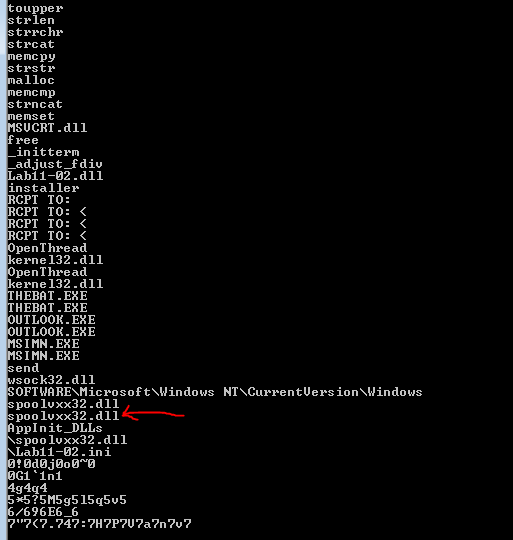 toupper
strlen
strrchr
strcat
memcpy
strstr
malloc
memcmp
strncat
memset
MSVCRT.dll
free
_initterm
_adjust_fdiv
Lab11-02.dll
installer
RCPT TO:
RCPT TO: <
RCPT TO: <
RCPT TO: <
OpenThread
kernel32.dll
OpenThread
kernel32.dll
THEBAT.EXE
THEBAT.EXE
OUTLOOK.EXE
OUTLOOK.EXE
MSIMN.EXE
MSIMN.EXE
send
wsock32.dll
SOFTWARE\Microsoft\Windows NT\CurrentVersion\Windows
spoolvxx32.dll
spoolvxx32.dll
AppInit_DLLs
\spoolvxx32.dll
\Lab11-02.ini
0!0d0j0o0~0
0G1`1n1
4g4q4
5*5?5M5g5l5q5v5
6/696E6_6
7"7(7.747:7H7P7V7a7n7v7